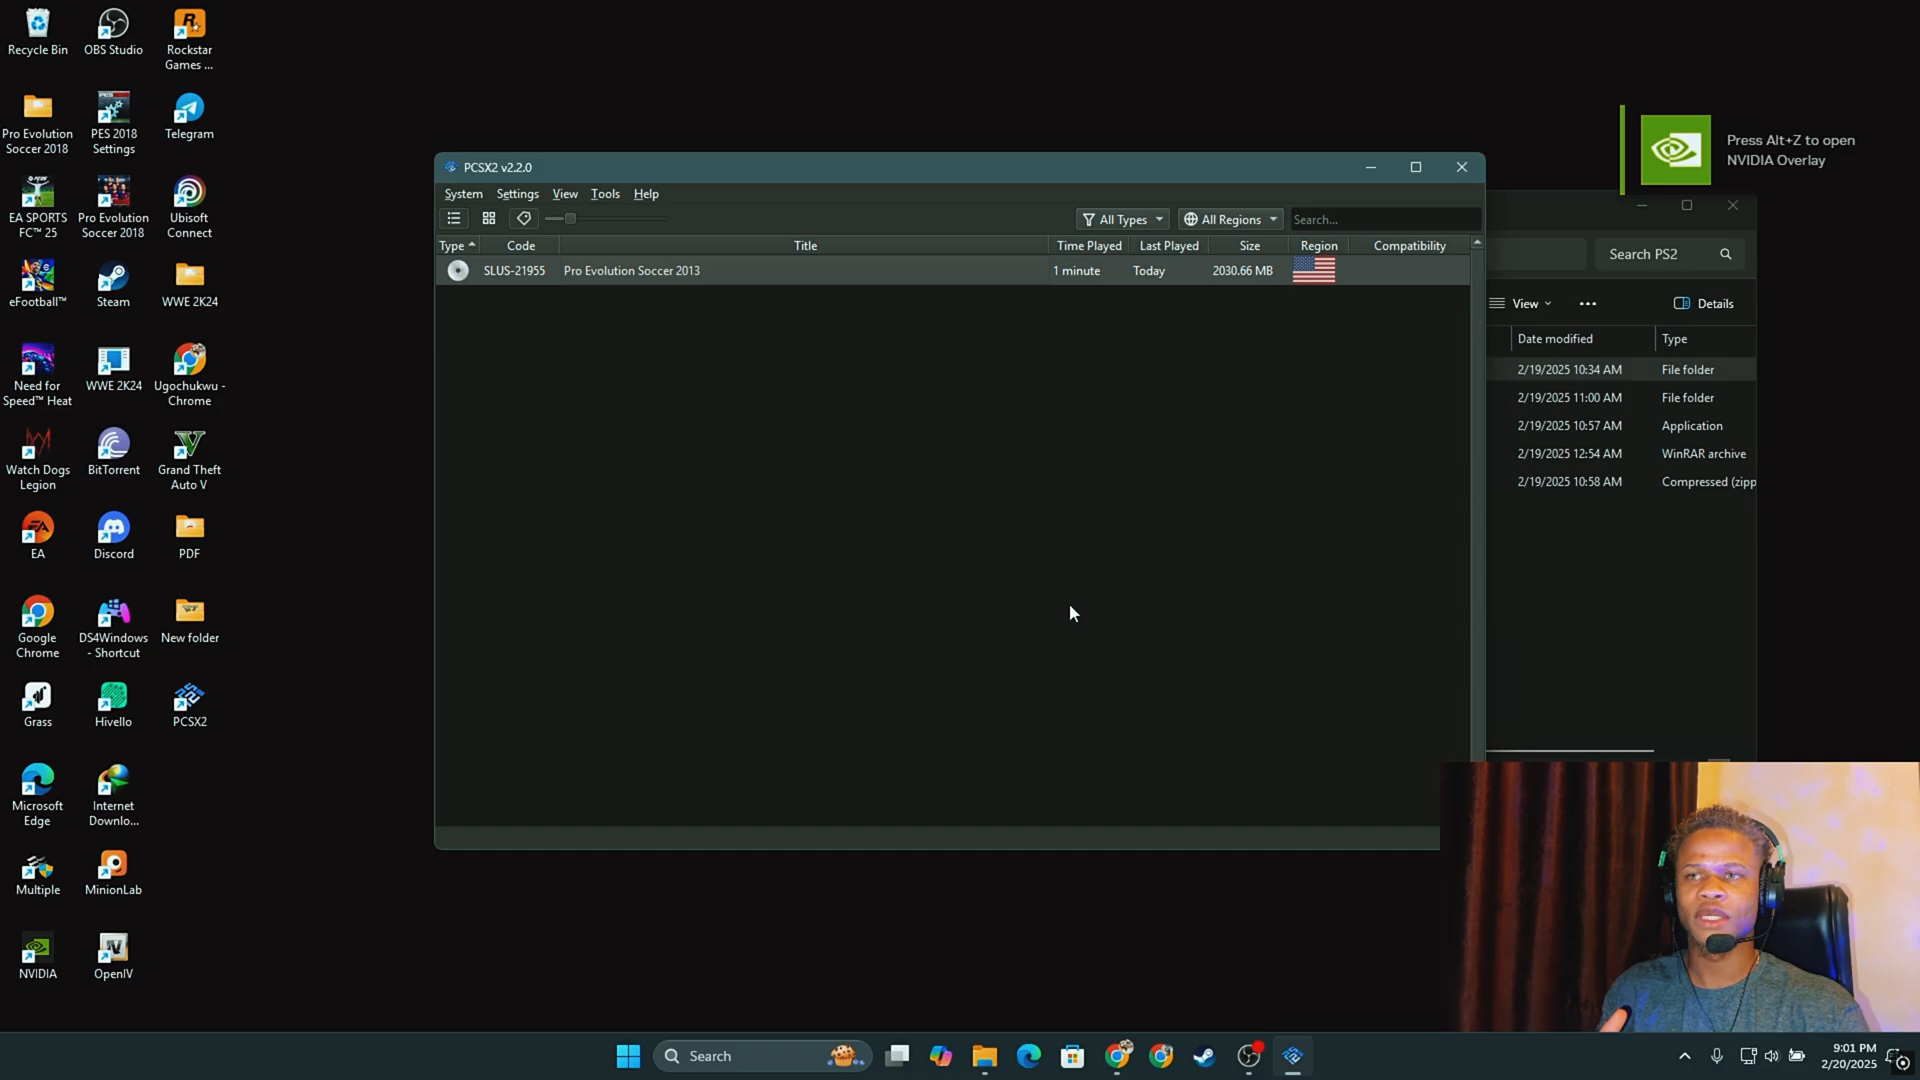 Recycle Bin
OBS Studio
Rockstar
Games ...
Pro Evolution
Soccer 2018
PES 2018
Settings
Telegram
EA SPORTS
FC™ 25
Pro Evolution
Soccer 2018
Ubisoft
Connect
eFootball™
Steam
WWE 2K24
Need for
Speed™ Heat
WWE 2K24
Ugochukwu -
Chrome
Watch Dogs
Legion
BitTorrent
Grand Theft
Auto V
EA
Discord
PDF
Google
Chrome
DS4Windows
- Shortcut
New folder
Grass
Hivello
PCSX2
Microsoft
Edge
Internet
Downlo...
Multiple
MinionLab
NVIDIA
OpenIV
PCSX2 v2.2.0
System Settings View Tools Help
All Types All Regions Search...
Type Code Title Time Played Last Played Size Region Compatibility
SLUS-21955 Pro Evolution Soccer 2013 1 minute Today 2030.66 MB
Press Alt+Z to open
NVIDIA Overlay
Search PS2
View ••• Details
Date modified Type
2/19/2025 10:34 AM File folder
2/19/2025 11:00 AM File folder
2/19/2025 10:57 AM Application
2/19/2025 12:54 AM WinRAR archive
2/19/2025 10:58 AM Compressed (zipp
Search
9:01 PM
2/20/2025